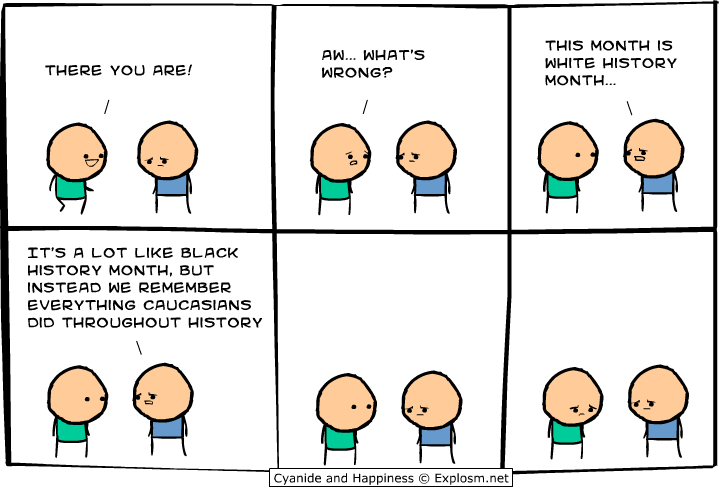 THERE YOU ARE!
AW... WHAT'S
WRONG?
THIS MONTH IS
WHITE HISTORY
MONTH...
IT'S A LOT LIKE BLACK
HISTORY MONTH, BUT
INSTEAD WE REMEMBER
EVERYTHING CAUCASIANS
DID THROUGHOUT HISTORY
Cyanide and Happiness © Explosm.net